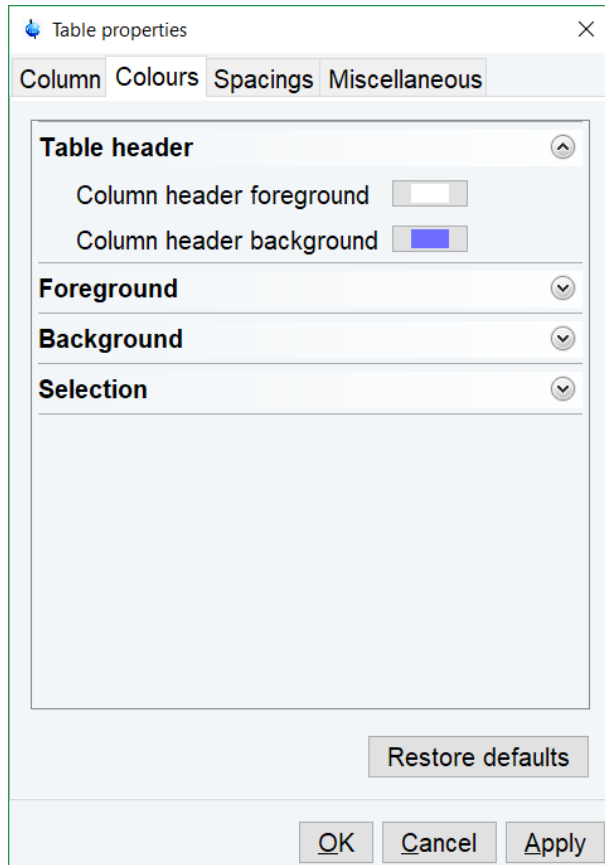 Table properties
Column Colours Spacings Miscellaneous
Table header
Column header foreground
Column header background
Foreground
Background
Selection
Restore defaults
OK Cancel Apply